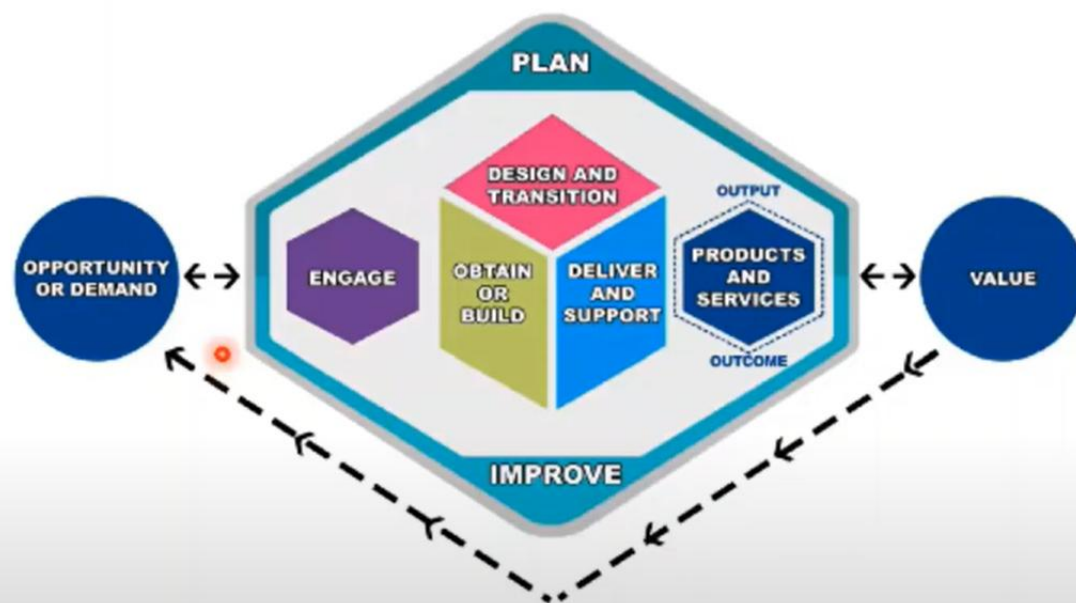 PLAN
DESIGN AND
TRANSITION
OPPORTUNITY
OR DEMAND
ENGAGE
OBTAIN
OR
BUILD
DELIVER
AND
SUPPORT
OUTPUT
PRODUCTS
AND
SERVICES
OUTCOME
VALUE
IMPROVE